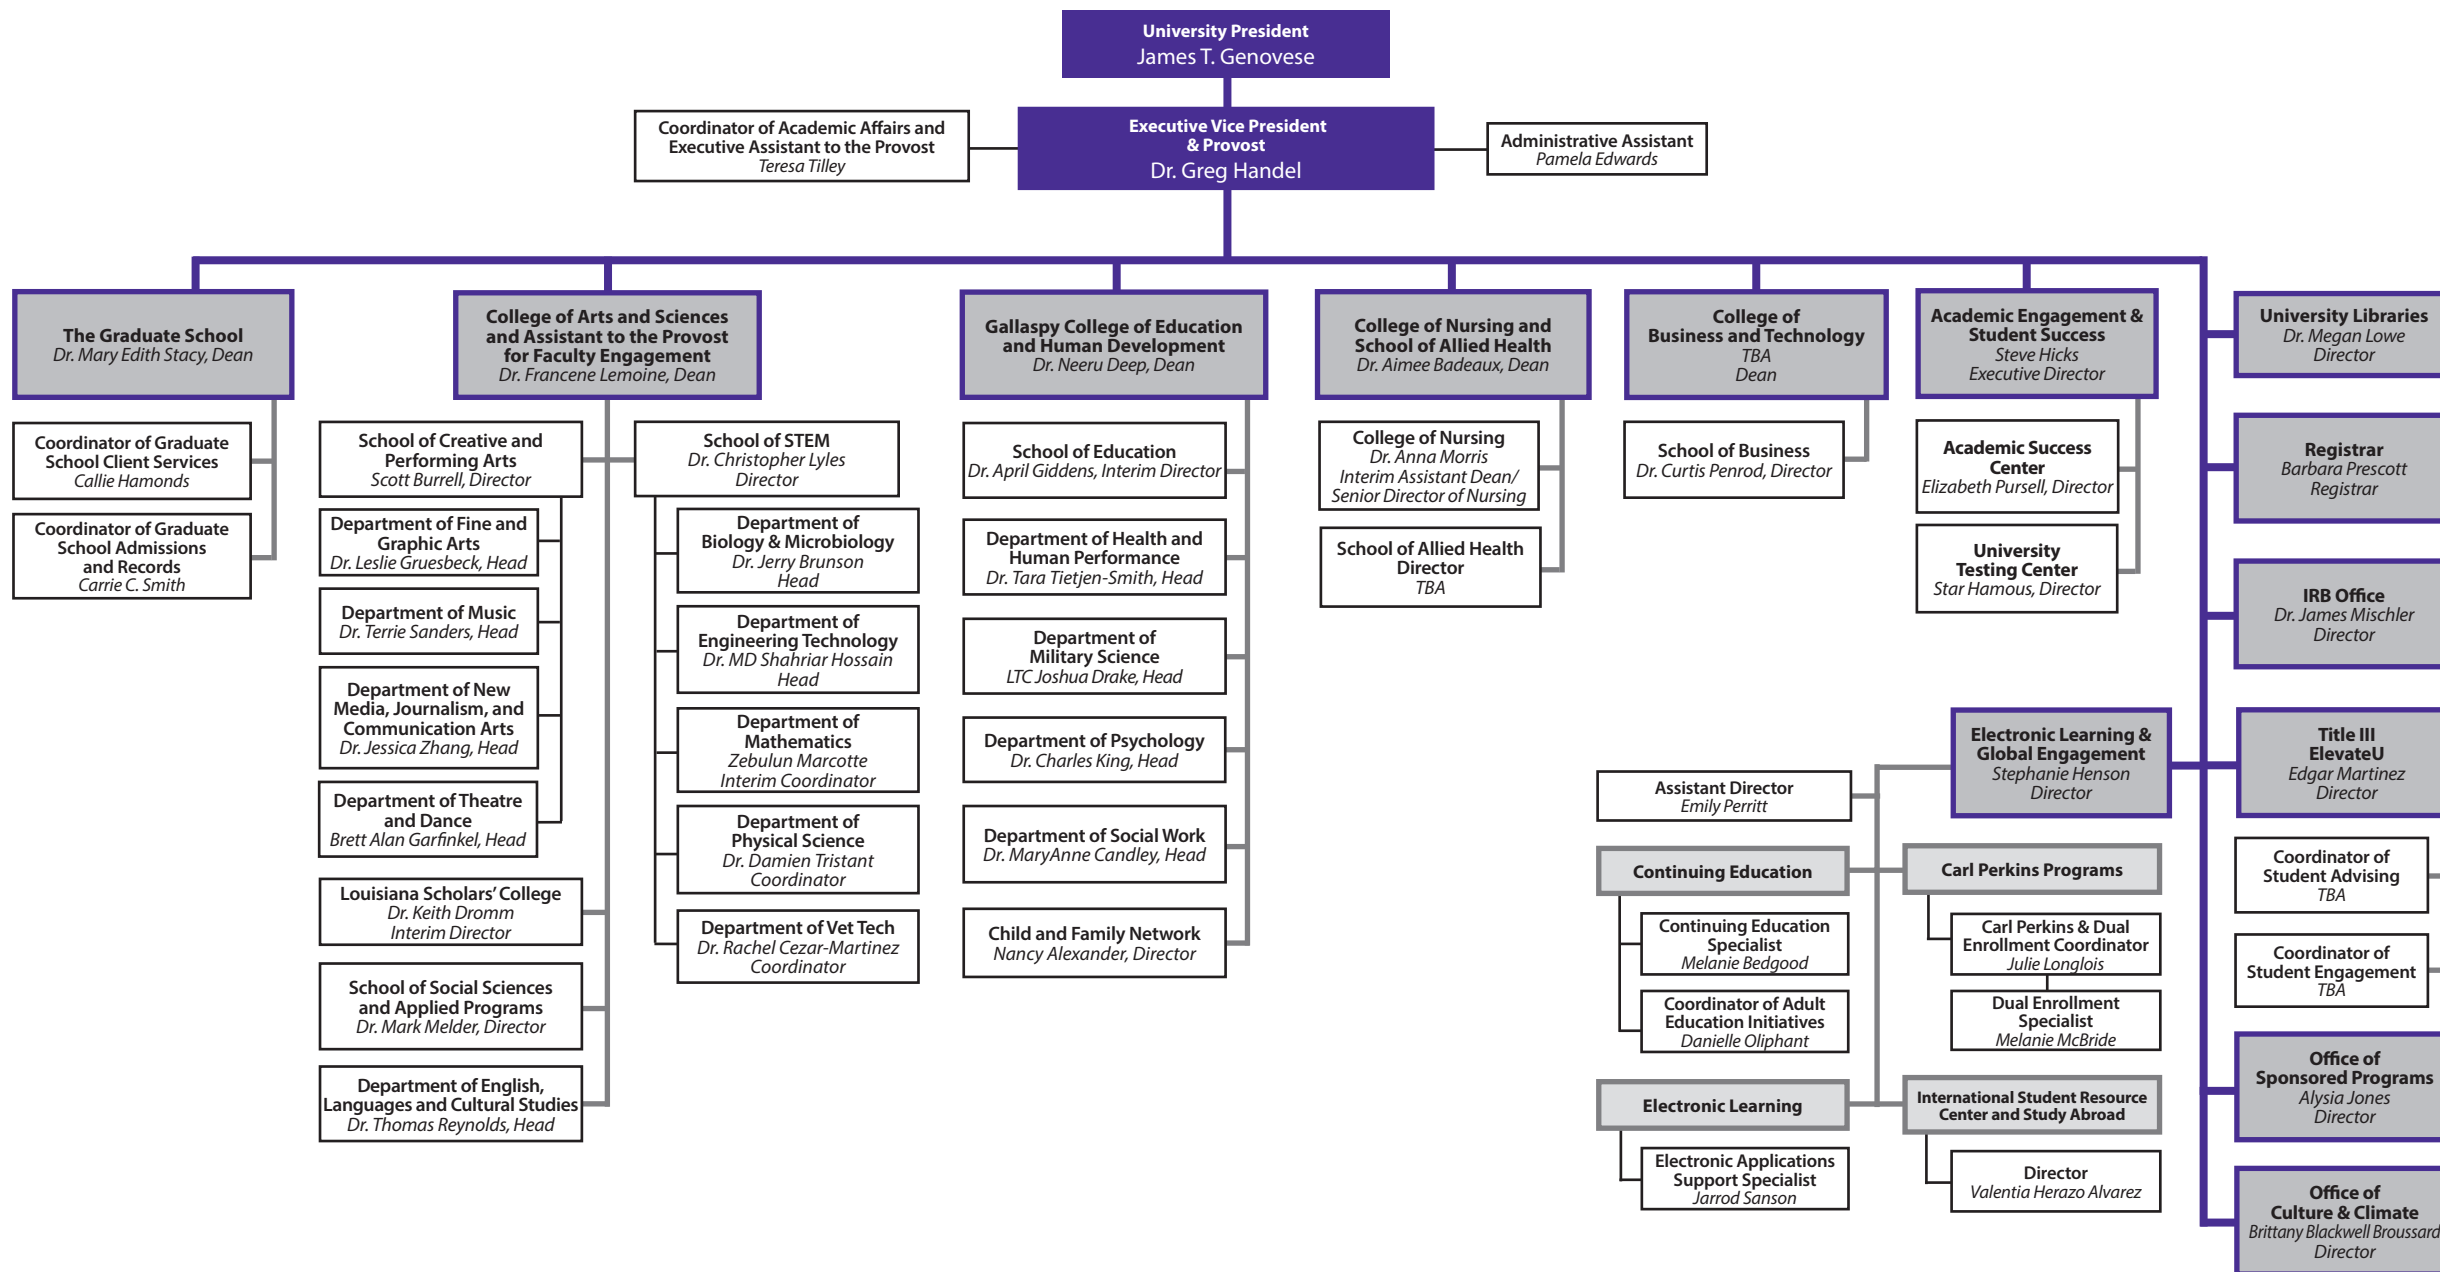 University President
James T. Genovese
Coordinator of Academic Affairs and
Executive Assistant to the Provost
Teresa Tilley
Executive Vice President
& Provost
Dr. Greg Handel
Administrative Assistant
Pamela Edwards
The Graduate School
Dr. Mary Edith Stacy, Dean
Coordinator of Graduate
School Client Services
Callie Hamonds
Coordinator of Graduate
School Admissions
and Records
Carrie C. Smith
College of Arts and Sciences
and Assistant to the Provost
for Faculty Engagement
Dr. Francene Lemoine, Dean
School of Creative and
Performing Arts
Scott Burrell, Director
Department of Fine and
Graphic Arts
Dr. Leslie Gruesbeck, Head
Department of Music
Dr. Terrie Sanders, Head
Department of New
Media, Journalism, and
Communication Arts
Dr. Jessica Zhang, Head
Department of Theatre
and Dance
Brett Alan Garfinkel, Head
Louisiana Scholars’ College
Dr. Keith Dromm
Interim Director
School of Social Sciences
and Applied Programs
Dr. Mark Melder, Director
Department of English,
Languages and Cultural Studies
Dr. Thomas Reynolds, Head
School of STEM
Dr. Christopher Lyles
Director
Department of
Biology & Microbiology
Dr. Jerry Brunson
Head
Department of
Engineering Technology
Dr. MD Shahriar Hossain
Head
Department of
Mathematics
Zebulun Marcotte
Interim Coordinator
Department of
Physical Science
Dr. Damien Tristant
Coordinator
Department of Vet Tech
Dr. Rachel Cezar-Martinez
Coordinator
Gallaspy College of Education
and Human Development
Dr. Neeru Deep, Dean
School of Education
Dr. April Giddens, Interim Director
Department of Health and
Human Performance
Dr. Tara Tietjen-Smith, Head
Department of
Military Science
LTC Joshua Drake, Head
Department of Psychology
Dr. Charles King, Head
Department of Social Work
Dr. MaryAnne Candley, Head
Child and Family Network
Nancy Alexander, Director
College of Nursing and
School of Allied Health
Dr. Aimee Badeaux, Dean
College of Nursing
Dr. Anna Morris
Interim Assistant Dean/
Senior Director of Nursing
School of Allied Health
Director
TBA
College of
Business and Technology
TBA
Dean
School of Business
Dr. Curtis Penrod, Director
Academic Engagement &
Student Success
Steve Hicks
Executive Director
Academic Success
Center
Elizabeth Pursell, Director
University
Testing Center
Star Hamous, Director
University Libraries
Dr. Megan Lowe
Director
Registrar
Barbara Prescott
Registrar
IRB Office
Dr. James Mischler
Director
Electronic Learning &
Global Engagement
Stephanie Henson
Director
Assistant Director
Emily Perritt
Continuing Education
Continuing Education
Specialist
Melanie Bedgood
Coordinator of Adult
Education Initiatives
Danielle Oliphant
Carl Perkins Programs
Carl Perkins & Dual
Enrollment Coordinator
Julie Longlois
Dual Enrollment
Specialist
Melanie McBride
Electronic Learning
Electronic Applications
Support Specialist
Jarrod Sanson
International Student Resource
Center and Study Abroad
Director
Valentia Herazo Alvarez
Title III
ElevateU
Edgar Martinez
Director
Coordinator of
Student Advising
TBA
Coordinator of
Student Engagement
TBA
Office of
Sponsored Programs
Alysia Jones
Director
Office of
Culture & Climate
Brittany Blackwell Broussard
Director